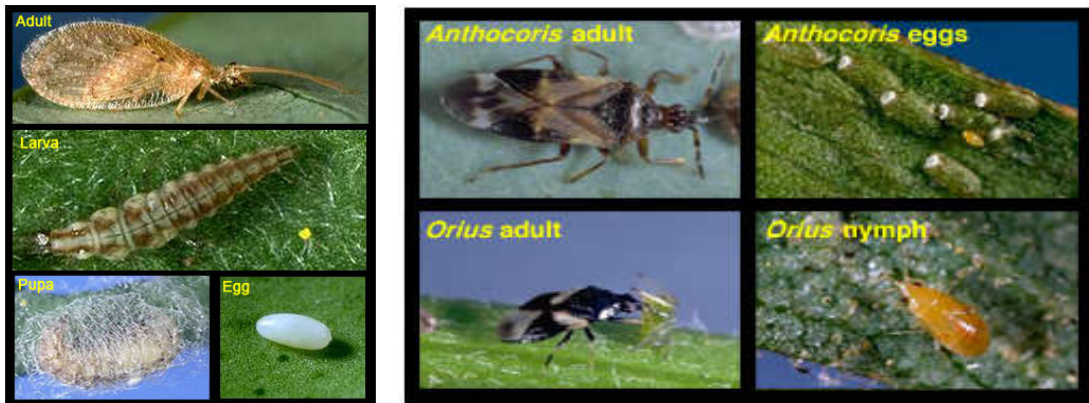 Adult
Larva
Pupa
Egg
Anthocoris adult
Anthocoris eggs
Orius adult
Orius nymph